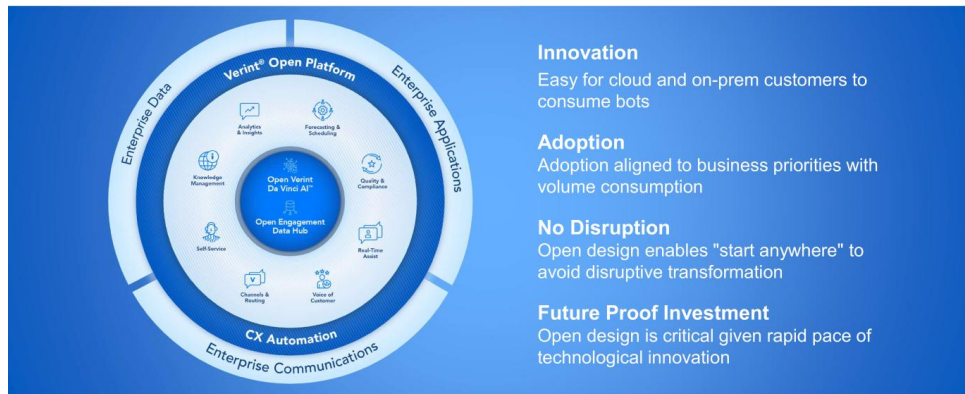 Verint® Open Platform
Enterprise Data
Enterprise Applications
Analytics
& Insights
Forecasting &
Scheduling
Knowledge
Management
Quality &
Compliance
Open Verint
Da Vinci AI™
Open Engagement
Data Hub
Self-Service
Real-Time
Assist
Channels &
Routing
Voice of
Customer
CX Automation
Enterprise Communications
Innovation
Easy for cloud and on-prem customers to
consume bots
Adoption
Adoption aligned to business priorities with
volume consumption
No Disruption
Open design enables "start anywhere" to
avoid disruptive transformation
Future Proof Investment
Open design is critical given rapid pace of
technological innovation